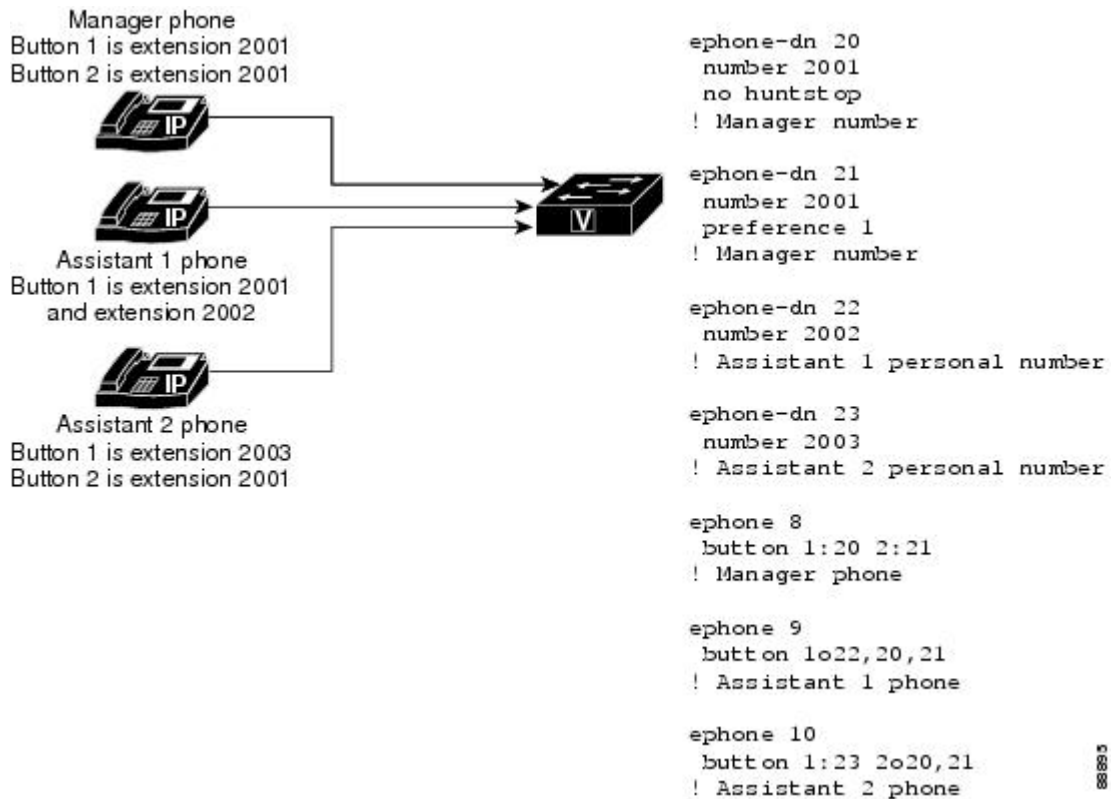 Manager phone
Button 1 is extension 2001
Button 2 is extension 2001
IP
IP
Assistant 1 phone
Button 1 is extension 2001
and extension 2002
IP
Assistant 2 phone
Button 1 is extension 2003
Button 2 is extension 2001
V
ephone-dn 20
number 2001
no huntstop
! Manager number
ephone-dn 21
number 2001
preference 1
! Manager number
ephone-dn 22
number 2002
! Assistant 1 personal number
ephone-dn 23
number 2003
! Assistant 2 personal number
ephone 8
button 1:20 2:21
! Manager phone
ephone 9
button 1o22,20,21
! Assistant 1 phone
ephone 10
button 1:23 2o20,21
! Assistant 2 phone
88895